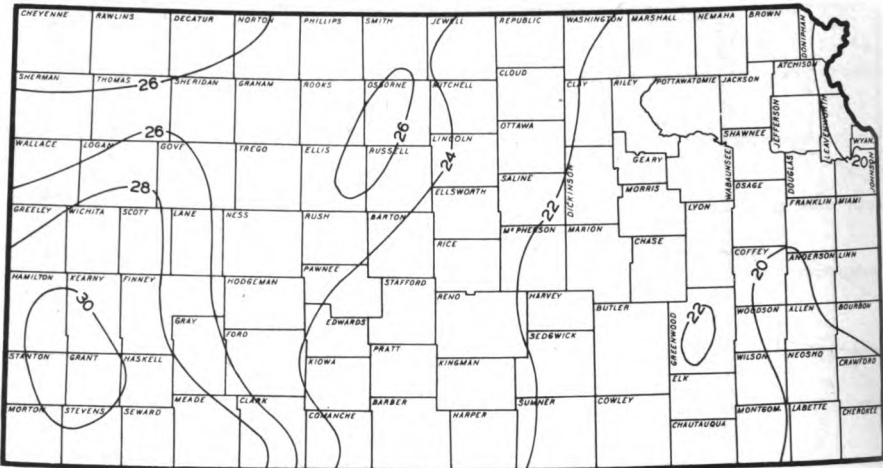 CHEYENNE RAWLINS DECATUR NORTON PHILLIPS SMITH JEWELL REPUBLIC WASHINGTON MARSHALL NEMAHA BROWN DONIPHAN
SHERMAN THOMAS 26 SHERIDAN GRAHAM ROOKS OSBORNE MITCHELL CLOUD CLAY RILEY POTTAWATOMIE JACKSON ATCHISON
WALLACE LOGAN 26 GOVE TREGO ELLIS RUSSELL 26 LINCOLN 24 OTTAWA DICKINSON GEARY WABAUNSEE SHAWNEE JEFFERSON LEAVENWORTH WYAN.
28 ELLSWORTH SALINE 22 MORRIS OSAGE DOUGLAS 20 JOHNSON
GREELEY WICHITA SCOTT LANE NESS RUSH BARTON RICE McPHERSON MARION CHASE LYON FRANKLIN MIAMI
HAMILTON KEARNY FINNEY HODGEMAN PAWNEE STAFFORD COFFEY 20 ANDERSON LINN
30 GRAY FORD EDWARDS RENO HARVEY BUTLER GREENWOOD 22 WOODSON ALLEN BOURBON
STANTON GRANT HASKELL KIOWA PRATT KINGMAN SEDGWICK ELK WILSON NEOSHO CRAWFORD
MORTON STEVENS SEWARD MEADE CLARK COMANCHE BARBER HARPER SUMNER COWLEY CHAUTAUQUA MONTGOM. LABETTE CHEROKEE